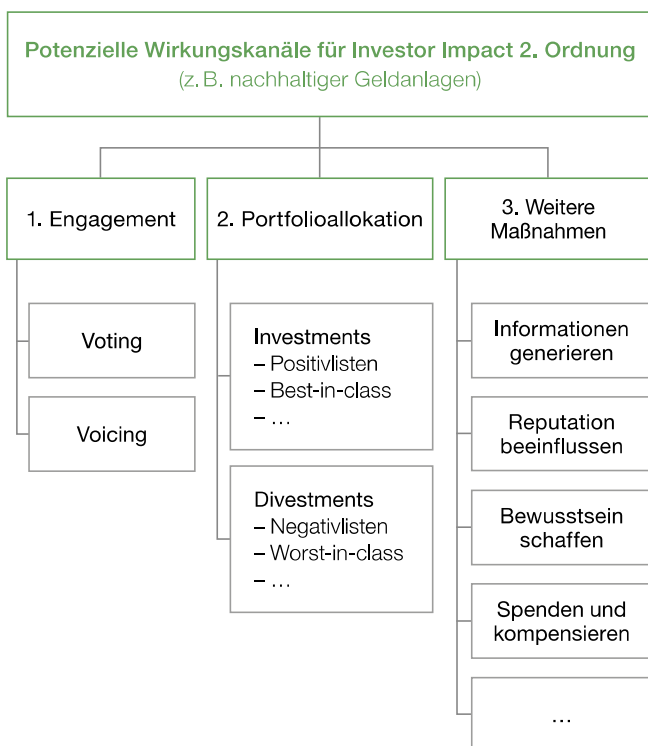 Potenzielle Wirkungskanäle für Investor Impact 2. Ordnung
(z. B. nachhaltiger Geldanlagen)
1. Engagement
Voting
Voicing
2. Portfolioallokation
Investments
– Positivlisten
– Best-in-class
– …
Divestments
– Negativlisten
– Worst-in-class
– …
3. Weitere
Maßnahmen
Informationen
generieren
Reputation
beeinflussen
Bewusstsein
schaffen
Spenden und
kompensieren
…